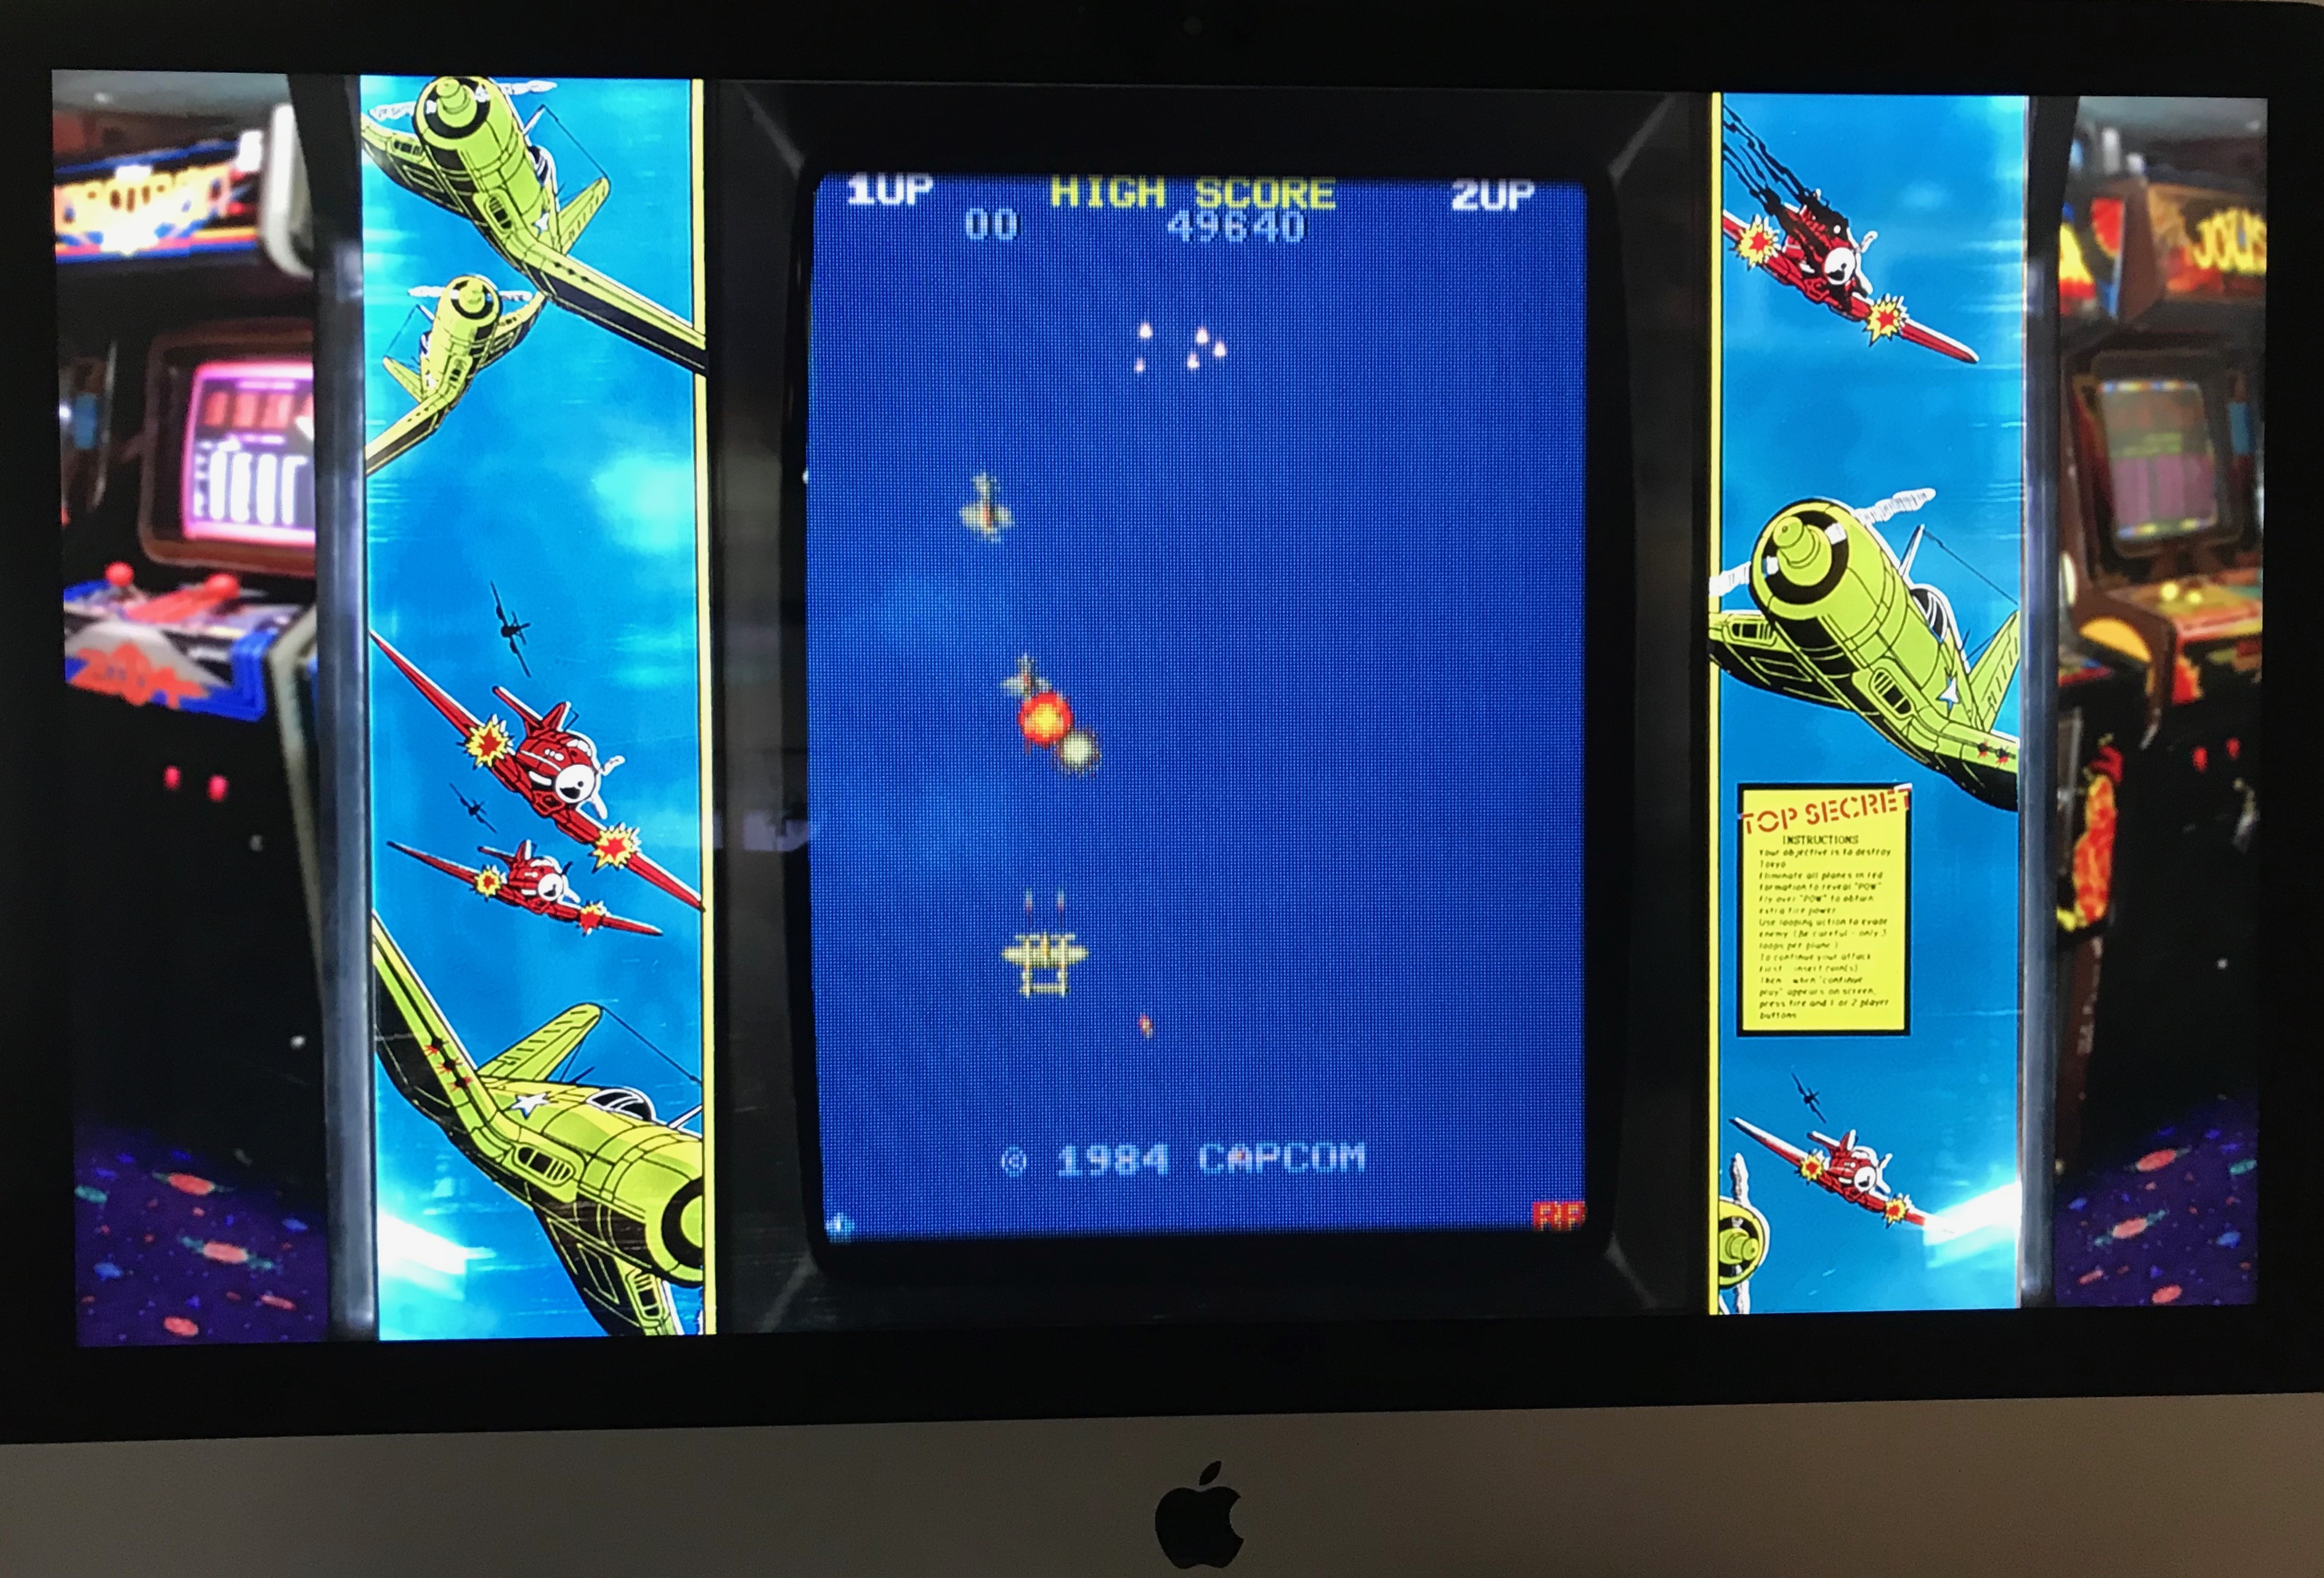 1UP HIGH SCORE 2UP
00 49640
© 1984 CAPCOM
TOP SECRET
INSTRUCTIONS
Your objective is to destroy
Tokyo
Eliminate all planes in red
formation to reveal "POW"
Fly over "POW" to obtain
extra fire power
Use looping action to evade
enemy (Be careful - only 3
loops per plane)
To continue your attack
First - insert coin(s)
Then - when "continue
play" appears on screen,
press fire and 1 or 2 player
buttons